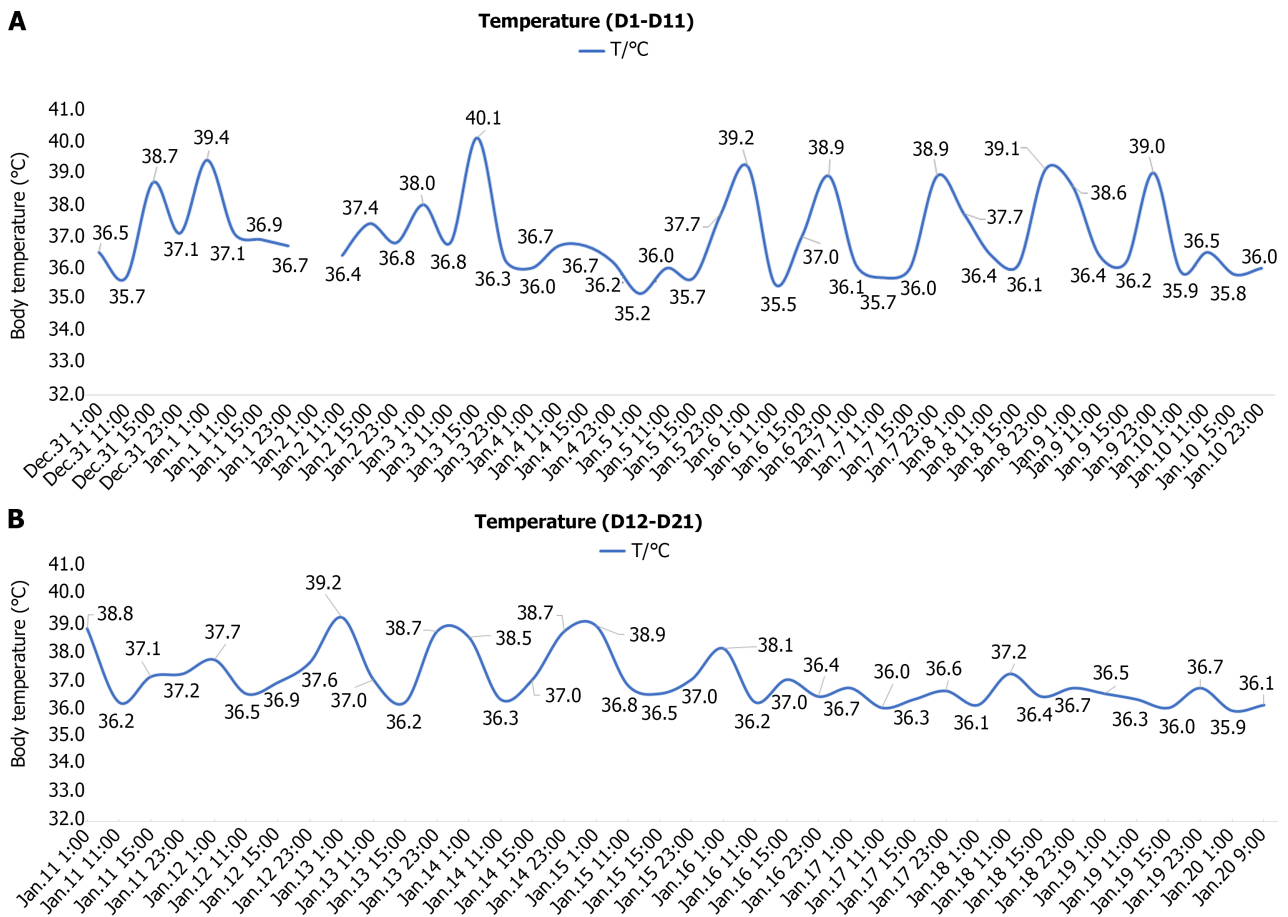 A
Temperature (D1-D11)
T/°C
Body temperature (°C)
41.0
40.0
39.0
38.0
37.0
36.0
35.0
34.0
33.0
32.0
36.5
35.7
38.7
37.1
39.4
37.1
36.9
36.7
36.4
37.4
36.8
38.0
36.8
40.1
36.3
36.0
36.7
36.7
36.2
35.2
36.0
35.7
37.7
39.2
35.5
37.0
38.9
36.1
35.7
36.0
38.9
37.7
36.4
36.1
39.1
38.6
36.4
36.2
39.0
35.9
36.5
35.8
36.0
Dec.31 1:00
Dec.31 11:00
Dec.31 15:00
Dec.31 23:00
Jan.1 1:00
Jan.1 11:00
Jan.1 15:00
Jan.1 23:00
Jan.2 1:00
Jan.2 11:00
Jan.2 15:00
Jan.2 23:00
Jan.3 1:00
Jan.3 11:00
Jan.3 15:00
Jan.3 23:00
Jan.4 1:00
Jan.4 11:00
Jan.4 15:00
Jan.4 23:00
Jan.5 1:00
Jan.5 11:00
Jan.5 15:00
Jan.5 23:00
Jan.6 1:00
Jan.6 11:00
Jan.6 15:00
Jan.6 23:00
Jan.7 1:00
Jan.7 11:00
Jan.7 15:00
Jan.7 23:00
Jan.8 1:00
Jan.8 11:00
Jan.8 15:00
Jan.8 23:00
Jan.9 1:00
Jan.9 11:00
Jan.9 15:00
Jan.9 23:00
Jan.10 1:00
Jan.10 11:00
Jan.10 15:00
Jan.10 23:00
B
Temperature (D12-D21)
T/°C
Body temperature (°C)
41.0
40.0
39.0
38.0
37.0
36.0
35.0
34.0
33.0
32.0
38.8
36.2
37.1
37.2
37.7
36.5
36.9
37.6
39.2
37.0
36.2
38.7
38.5
36.3
37.0
38.7
38.9
36.8
36.5
37.0
38.1
36.2
37.0
36.4
36.7
36.0
36.3
36.6
36.1
37.2
36.4
36.7
36.5
36.3
36.0
36.7
35.9
36.1
Jan.11 1:00
Jan.11 11:00
Jan.11 15:00
Jan.11 23:00
Jan.12 1:00
Jan.12 11:00
Jan.12 15:00
Jan.12 23:00
Jan.13 1:00
Jan.13 11:00
Jan.13 15:00
Jan.13 23:00
Jan.14 1:00
Jan.14 11:00
Jan.14 15:00
Jan.14 23:00
Jan.15 1:00
Jan.15 11:00
Jan.15 15:00
Jan.15 23:00
Jan.16 1:00
Jan.16 11:00
Jan.16 15:00
Jan.16 23:00
Jan.17 1:00
Jan.17 11:00
Jan.17 15:00
Jan.17 23:00
Jan.18 1:00
Jan.18 11:00
Jan.18 15:00
Jan.18 23:00
Jan.19 1:00
Jan.19 11:00
Jan.19 15:00
Jan.19 23:00
Jan.20 1:00
Jan.20 9:00